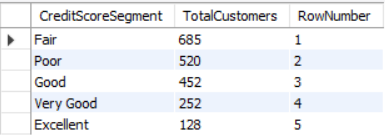 CreditScoreSegment TotalCustomers RowNumber
Fair 685 1
Poor 520 2
Good 452 3
Very Good 252 4
Excellent 128 5